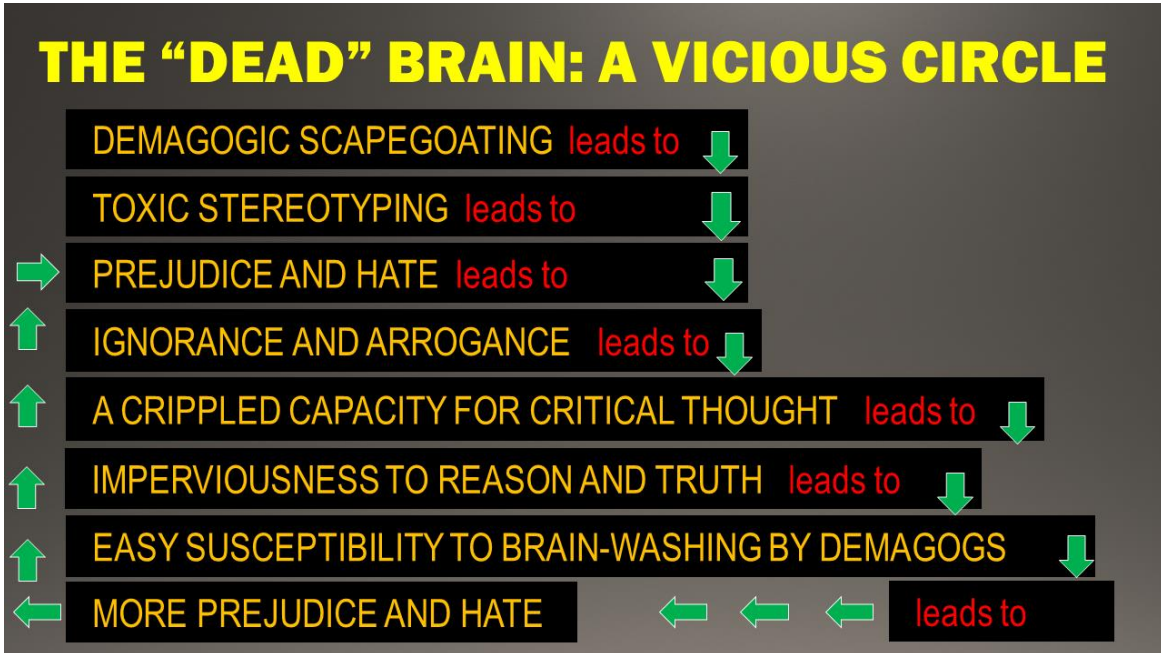 THE “DEAD” BRAIN: A VICIOUS CIRCLE
DEMAGOGIC SCAPEGOATING leads to
TOXIC STEREOTYPING leads to
PREJUDICE AND HATE leads to
IGNORANCE AND ARROGANCE leads to
A CRIPPLED CAPACITY FOR CRITICAL THOUGHT leads to
IMPERVIOUSNESS TO REASON AND TRUTH leads to
EASY SUSCEPTIBILITY TO BRAIN-WASHING BY DEMAGOGS
MORE PREJUDICE AND HATE leads to